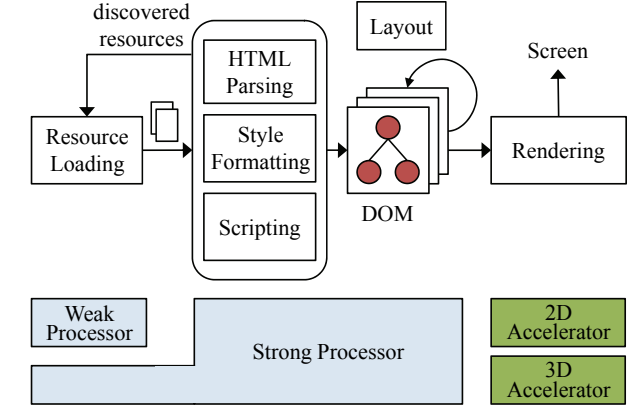 discovered
resources
Layout
Screen
HTML
Parsing
Resource
Loading
Style
Formatting
Rendering
Scripting
DOM
Weak
Processor
Strong Processor
2D
Accelerator
3D
Accelerator